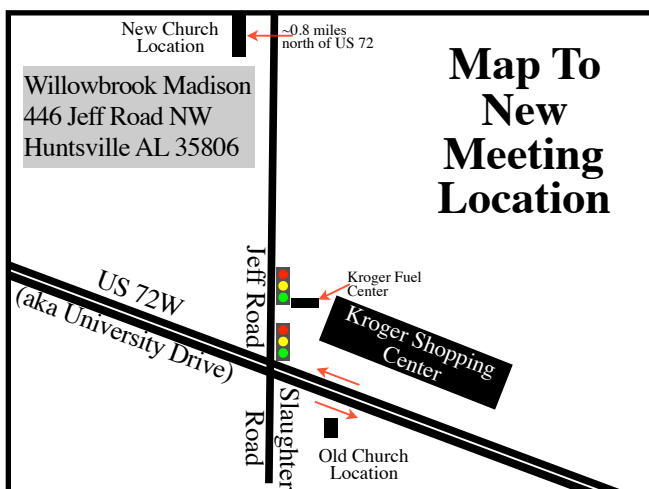 New Church
Location
~0.8 miles
north of US 72
Map To
New
Meeting
Location
Willowbrook Madison
446 Jeff Road NW
Huntsville AL 35806
Jeff Road
Kroger Fuel
Center
US 72W
(aka University Drive)
Kroger Shopping
Center
Slaughter
Road
Old Church
Location